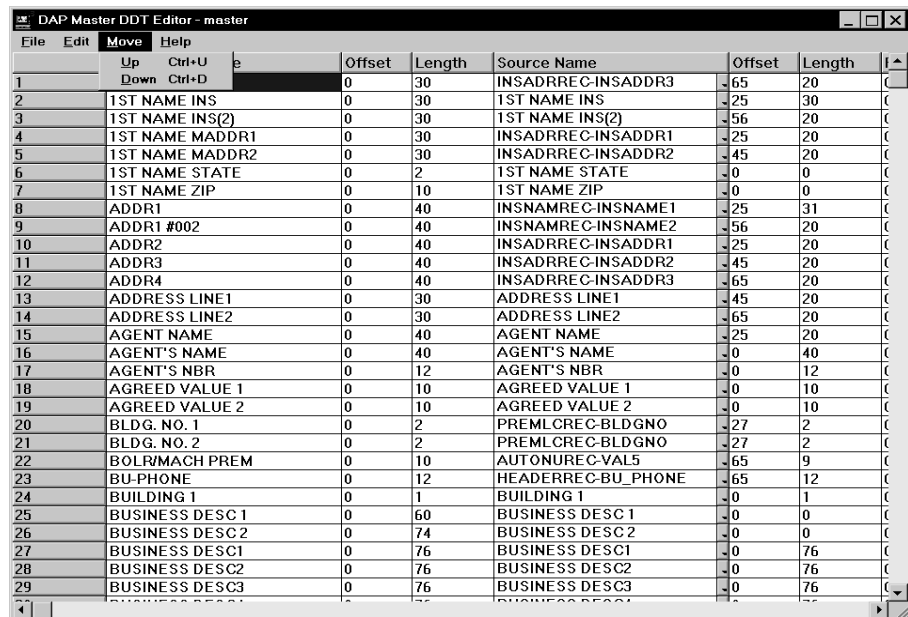 DAP Master DDT Editor - master
File Edit Move Help
Up Ctrl+U
Down Ctrl+D
e Offset Length Source Name Offset Length
1 0 30 INSADRREC-INSADDR3 65 20
2 1ST NAME INS 0 30 1ST NAME INS 25 30
3 1ST NAME INS(2) 0 30 1ST NAME INS(2) 56 20
4 1ST NAME MADDR1 0 30 INSADRREC-INSADDR1 25 20
5 1ST NAME MADDR2 0 30 INSADRREC-INSADDR2 45 20
6 1ST NAME STATE 0 2 1ST NAME STATE 0 0
7 1ST NAME ZIP 0 10 1ST NAME ZIP 0 0
8 ADDR1 0 40 INSNAMREC-INSNAME1 25 31
9 ADDR1 #002 0 40 INSNAMREC-INSNAME2 56 20
10 ADDR2 0 40 INSADRREC-INSADDR1 25 20
11 ADDR3 0 40 INSADRREC-INSADDR2 45 20
12 ADDR4 0 40 INSADRREC-INSADDR3 65 20
13 ADDRESS LINE1 0 30 ADDRESS LINE1 45 20
14 ADDRESS LINE2 0 30 ADDRESS LINE2 65 20
15 AGENT NAME 0 40 AGENT NAME 25 20
16 AGENT'S NAME 0 40 AGENT'S NAME 0 40
17 AGENT'S NBR 0 12 AGENT'S NBR 0 12
18 AGREED VALUE 1 0 10 AGREED VALUE 1 0 10
19 AGREED VALUE 2 0 10 AGREED VALUE 2 0 10
20 BLDG. NO. 1 0 2 PREMLCREC-BLDGNO 27 2
21 BLDG. NO. 2 0 2 PREMLCREC-BLDGNO 27 2
22 BOLR/MACH PREM 0 10 AUTONUREC-VAL5 65 9
23 BU-PHONE 0 12 HEADERREC-BU_PHONE 65 12
24 BUILDING 1 0 1 BUILDING 1 0 1
25 BUSINESS DESC 1 0 60 BUSINESS DESC 1 0 0
26 BUSINESS DESC 2 0 74 BUSINESS DESC 2 0 0
27 BUSINESS DESC1 0 76 BUSINESS DESC1 0 76
28 BUSINESS DESC2 0 76 BUSINESS DESC2 0 76
29 BUSINESS DESC3 0 76 BUSINESS DESC3 0 76